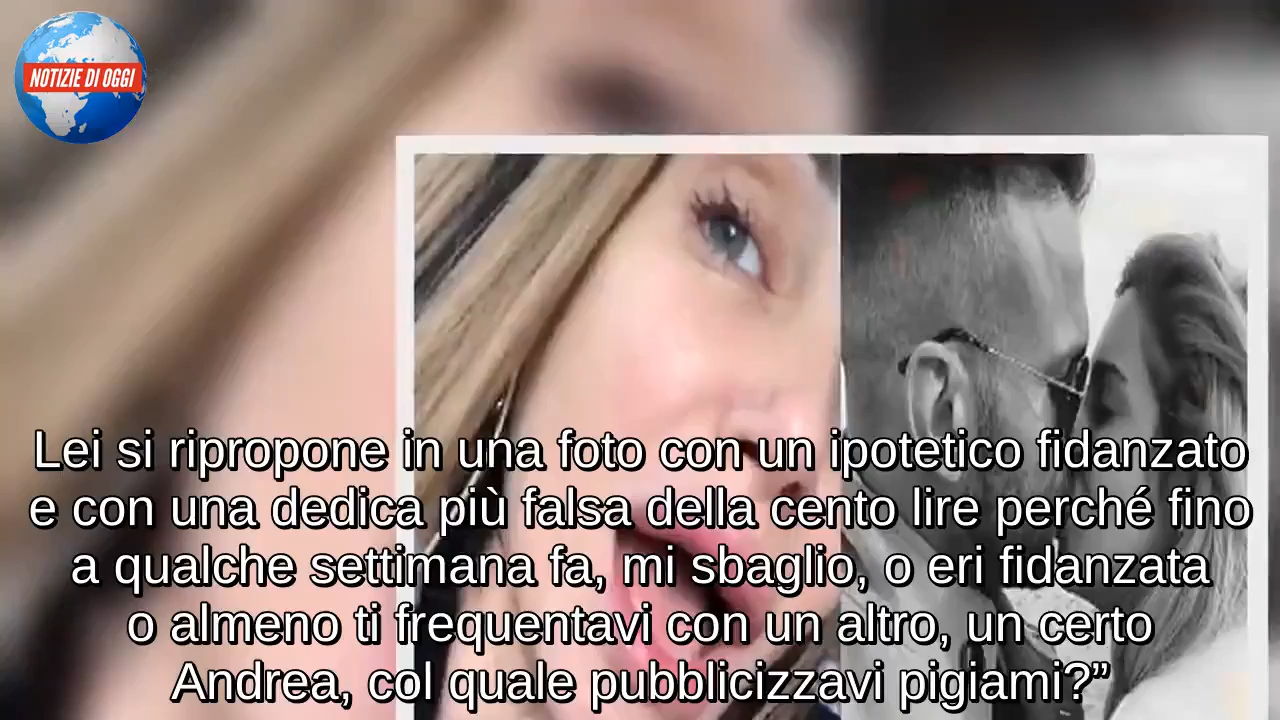 NOTIZIE DI OGGI
Lei si ripropone in una foto con un ipotetico fidanzato
e con una dedica più falsa della cento lire perché fino
a qualche settimana fa, mi sbaglio, o eri fidanzata
o almeno ti frequentavi con un altro, un certo
Andrea, col quale pubblicizzavi pigiami?”